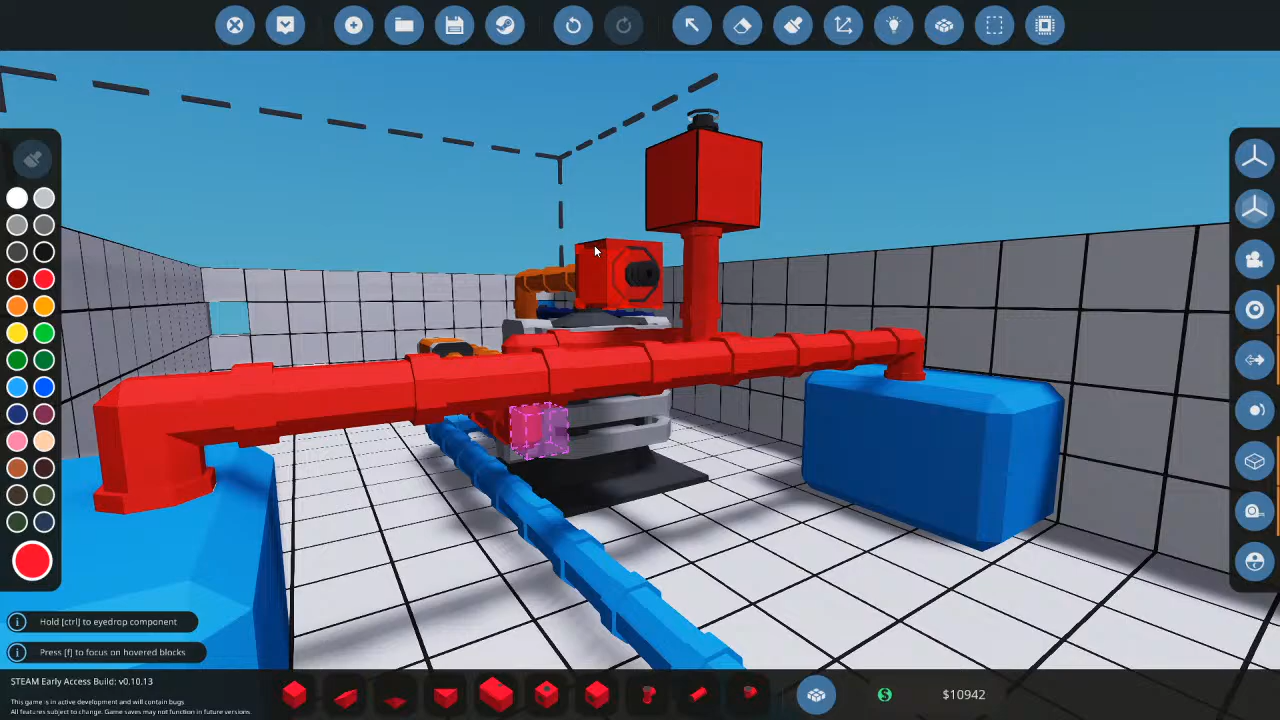 Hold [ctrl] to eyedrop component
Press [f] to focus on hovered blocks
STEAM Early Access Build: v0.10.13
This game is in active development and will contain bugs
All features subject to change. Game saves may not function in future versions.
$10942